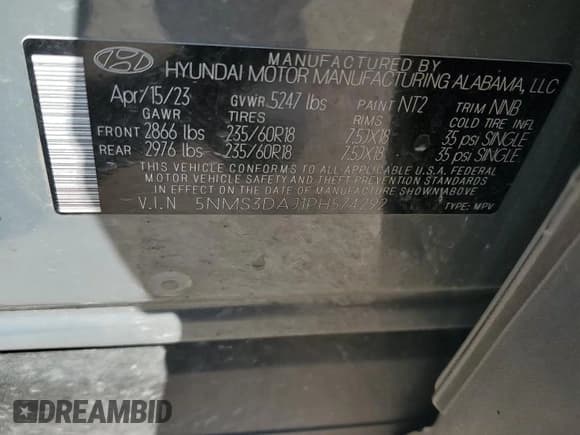 MANUFACTURED BY
HYUNDAI MOTOR MANUFACTURING ALABAMA, LLC
Apr/15/23 GVWR 5247 lbs PAINT NT2 TRIM NNB
GAWR TIRES RIMS COLD TIRE INFL
FRONT 2866 lbs 235/60R18 7.5JX18 35 psi SINGLE
REAR 2976 lbs 235/60R18 7.5JX18 35 psi SINGLE
THIS VEHICLE CONFORMS TO ALL APPLICABLE U.S.A. FEDERAL
MOTOR VEHICLE SAFETY AND THEFT PREVENTION STANDARDS
IN EFFECT ON THE DATE OF MANUFACTURE SHOWN ABOVE
V.I.N 5NMS3DAJ1PH574292 TYPE: MPV
DREAMBID